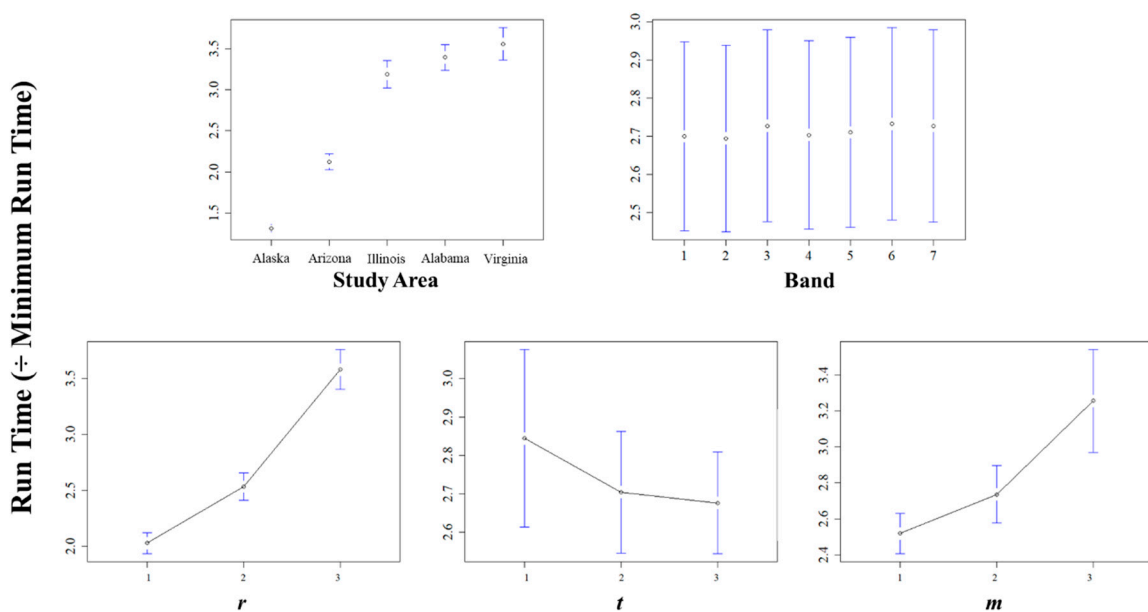 Run Time (÷ Minimum Run Time)
3.5
3.0
2.5
2.0
1.5
Alaska Arizona Illinois Alabama Virginia
Study Area
3.0
2.9
2.8
2.7
2.6
2.5
1 2 3 4 5 6 7
Band
3.5
3.0
2.5
2.0
1 2 3
r
3.0
2.9
2.8
2.7
2.6
1 2 3
t
3.4
3.2
3.0
2.8
2.6
2.4
1 2 3
m